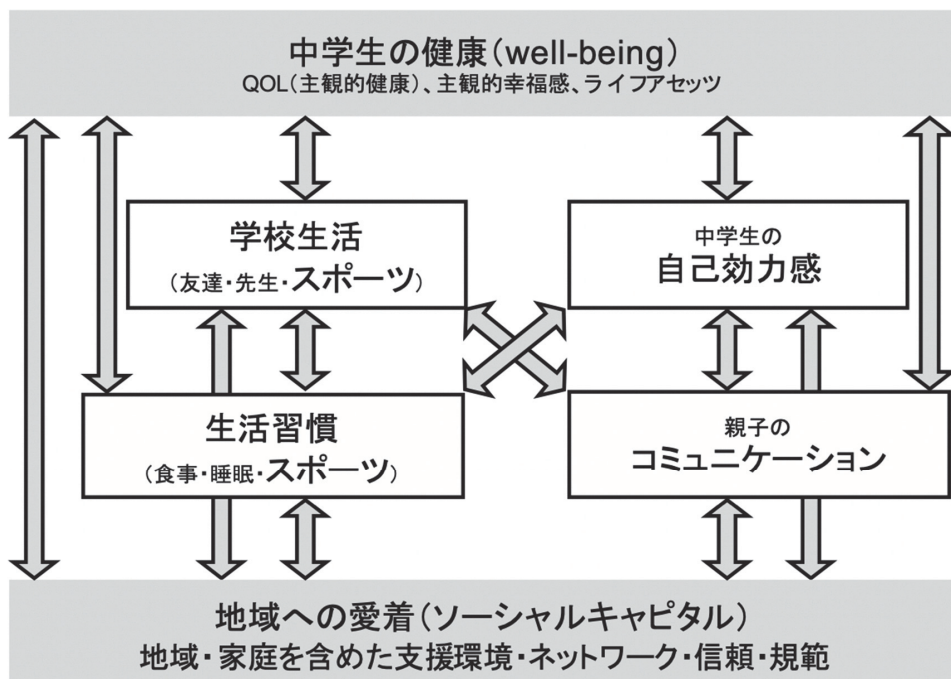 中学生の健康（well-being）
QOL（主観的健康）、主観的幸福感、ライフアセッツ
学校生活
（友達・先生・スポーツ）
中学生の
自己効力感
生活習慣
（食事・睡眠・スポーツ）
親子の
コミュニケーション
地域への愛着（ソーシャルキャピタル）
地域・家庭を含めた支援環境・ネットワーク・信頼・規範